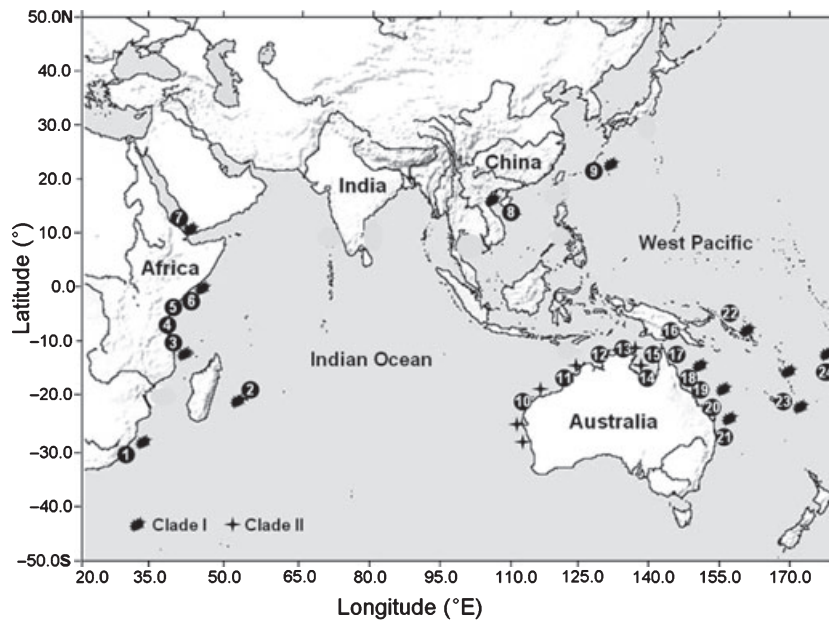 50.0N
40.0
30.0
20.0
10.0
0.0
−10.0
−20.0
−30.0
−40.0
−50.0S
Latitude (°)
20.0 35.0 50.0 65.0 80.0 95.0 110.0 125.0 140.0 155.0 170.0
Longitude (°E)
China
India
Africa
West Pacific
Indian Ocean
Australia
9
8
7
6
5
4
3
2
1
22
16
13 12 15 17
11 14 18
10 19 20
23 24
21
Clade I Clade II